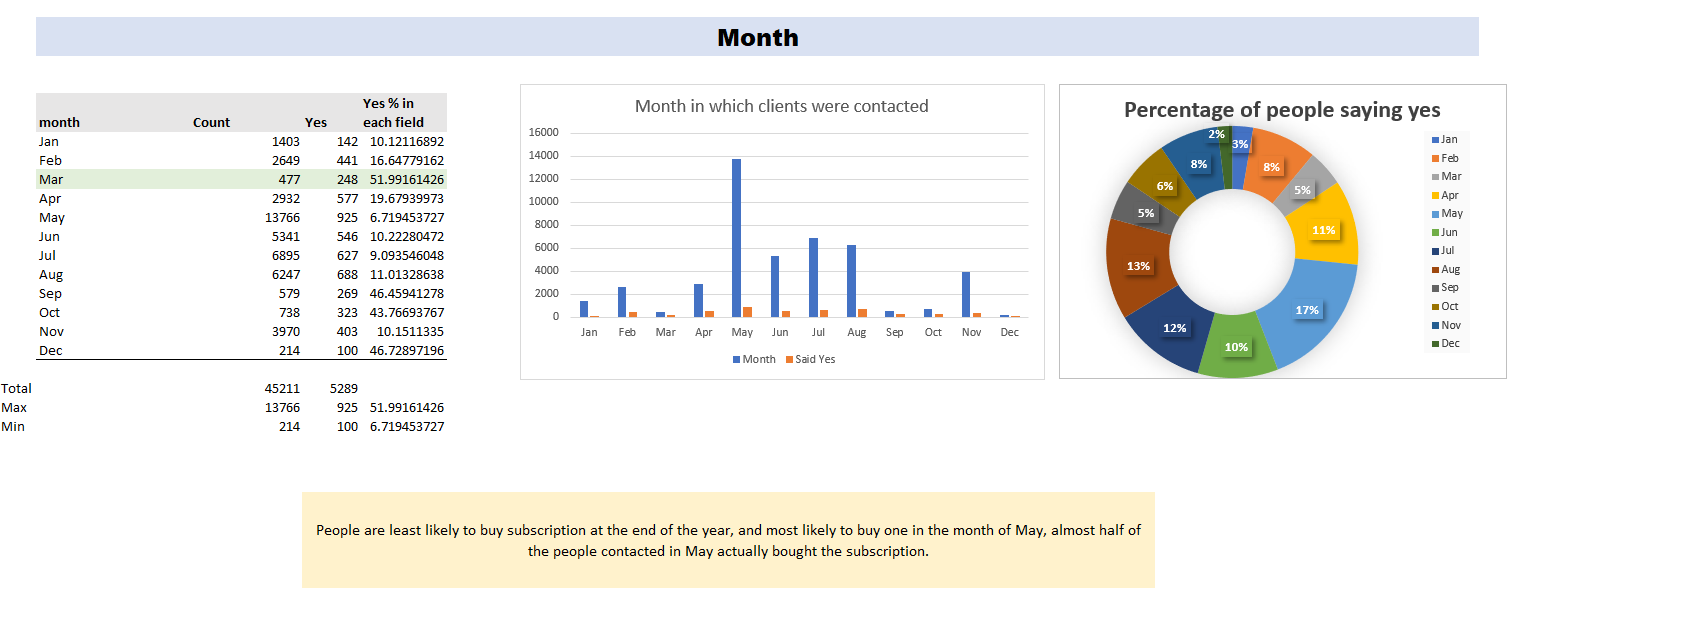 Month
month Count Yes Yes % in each field
Jan 1403 142 10.12116892
Feb 2649 441 16.64779162
Mar 477 248 51.99161426
Apr 2932 577 19.67939973
May 13766 925 6.719453727
Jun 5341 546 10.22280472
Jul 6895 627 9.093546048
Aug 6247 688 11.01328638
Sep 579 269 46.45941278
Oct 738 323 43.76693767
Nov 3970 403 10.1511335
Dec 214 100 46.72897196
Total 45211 5289
Max 13766 925 51.99161426
Min 214 100 6.719453727
Month in which clients were contacted
16000
14000
12000
10000
8000
6000
4000
2000
0
Jan Feb Mar Apr May Jun Jul Aug Sep Oct Nov Dec
Month Said Yes
Percentage of people saying yes
3%
8%
5%
11%
17%
10%
12%
13%
5%
6%
8%
2%
Jan
Feb
Mar
Apr
May
Jun
Jul
Aug
Sep
Oct
Nov
Dec
People are least likely to buy subscription at the end of the year, and most likely to buy one in the month of May, almost half of
the people contacted in May actually bought the subscription.